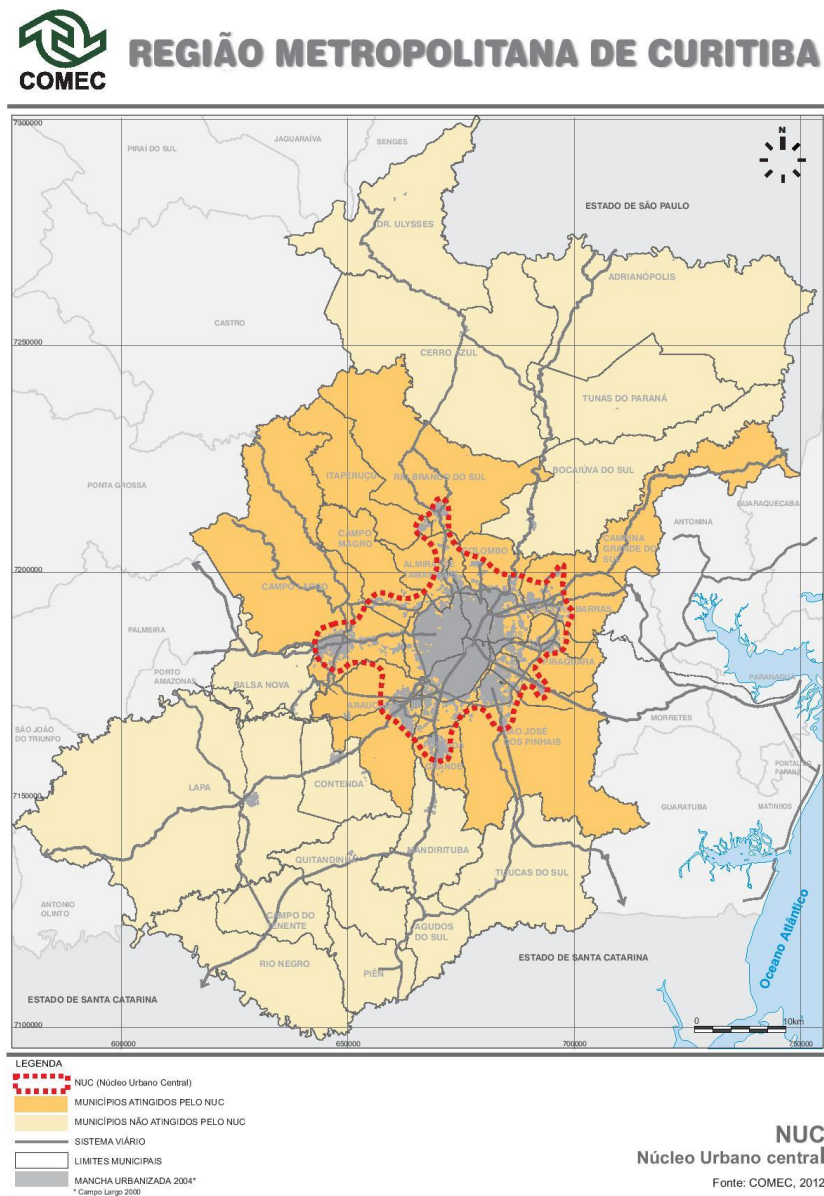 COMEC
REGIÃO METROPOLITANA DE CURITIBA
7300000
PIRAÍ DO SUL
JAGUARAÍVA
SENGES
N
ESTADO DE SÃO PAULO
DR. ULYSSES
ADRIANÓPOLIS
CASTRO
7250000
CERRO AZUL
TUNAS DO PARANÁ
BOCAIÚVA DO SUL
PONTA GROSSA
ITAPERUÇU
RIO BRANCO DO SUL
GUARAQUEÇABA
ANTONINA
CAMPO
MAGRO
COLOMBO
CAMPINA
GRANDE DO
SUL
ALMIRANTE
7200000
CAMPO LARGO
BARRAS
PALMEIRA
PIRAQUARA
PORTO
AMAZONAS
BALSA NOVA
PARANAGUÁ
MORRETES
SÃO JOÃO
DO TRIUNFO
SÃO JOSÉ
DOS PINHAIS
PONTAL DO
PARANÁ
GRANDE
LAPA
CONTENDA
7150000
GUARATUBA
MATINHOS
QUITANDINHA
MANDIRITUBA
TIJUCAS DO SUL
ANTONIO
OLINTO
CAMPO DO
TENENTE
AGUDOS
DO SUL
RIO NEGRO
PIÊN
ESTADO DE SANTA CATARINA
Oceano Atlântico
ESTADO DE SANTA CATARINA
0 10km
7100000
600000 650000 700000 750000
LEGENDA
NUC (Núcleo Urbano Central)
MUNICÍPIOS ATINGIDOS PELO NUC
MUNICÍPIOS NÃO ATINGIDOS PELO NUC
SISTEMA VIÁRIO
LIMITES MUNICIPAIS
MANCHA URBANIZADA 2004*
* Campo Largo 2000
NUC
Núcleo Urbano central
Fonte: COMEC, 2012